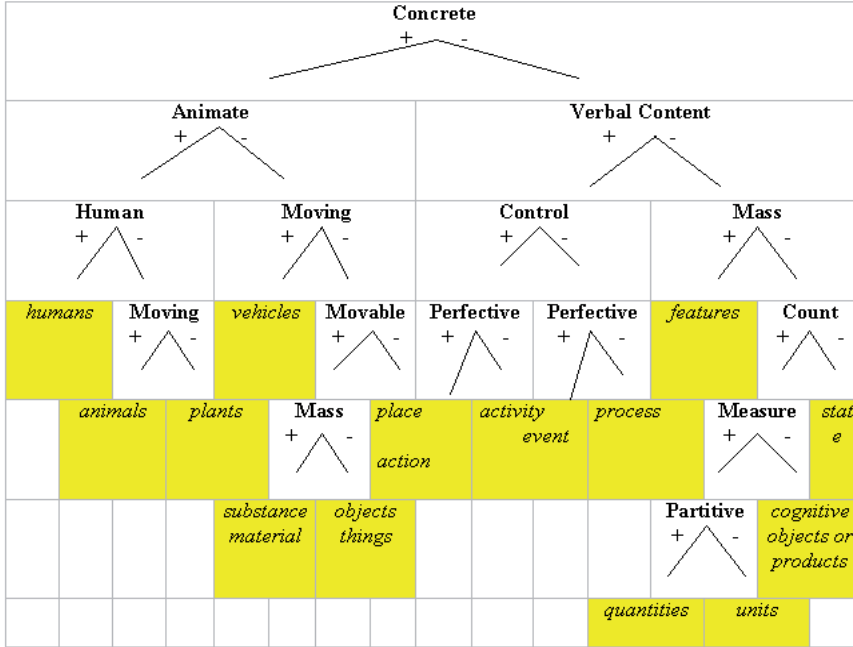 Concrete
+ -
Animate Verbal Content
+ - + -
Human Moving Control Mass
+ - + - + - + -
humans Moving vehicles Movable Perfective Perfective features Count
+ - + - + - + - + -
animals plants Mass place activity process Measure stat
+ - event + - e
action
substance objects Partitive cognitive
material things + - objects or
products
quantities units